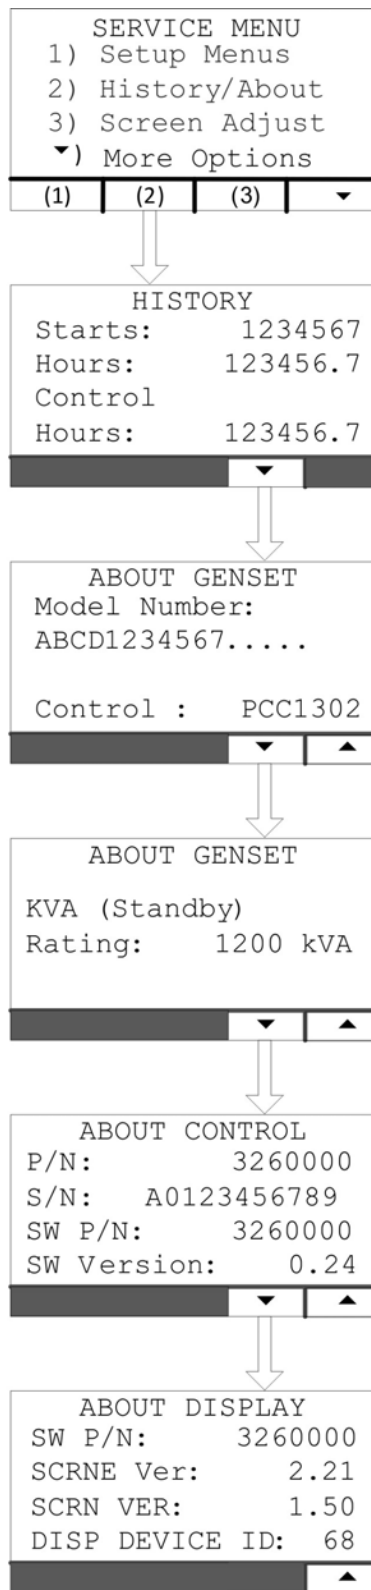 SERVICE MENU
1) Setup Menus
2) History/About
3) Screen Adjust
▼) More Options
(1) (2) (3) ▼
HISTORY
Starts: 1234567
Hours: 123456.7
Control
Hours: 123456.7
▼
ABOUT GENSET
Model Number:
ABCD1234567.....
Control : PCC1302
▼ ▲
ABOUT GENSET
KVA (Standby)
Rating: 1200 kVA
▼ ▲
ABOUT CONTROL
P/N: 3260000
S/N: A0123456789
SW P/N: 3260000
SW Version: 0.24
▼ ▲
ABOUT DISPLAY
SW P/N: 3260000
SCRNE Ver: 2.21
SCRN VER: 1.50
DISP DEVICE ID: 68
▲